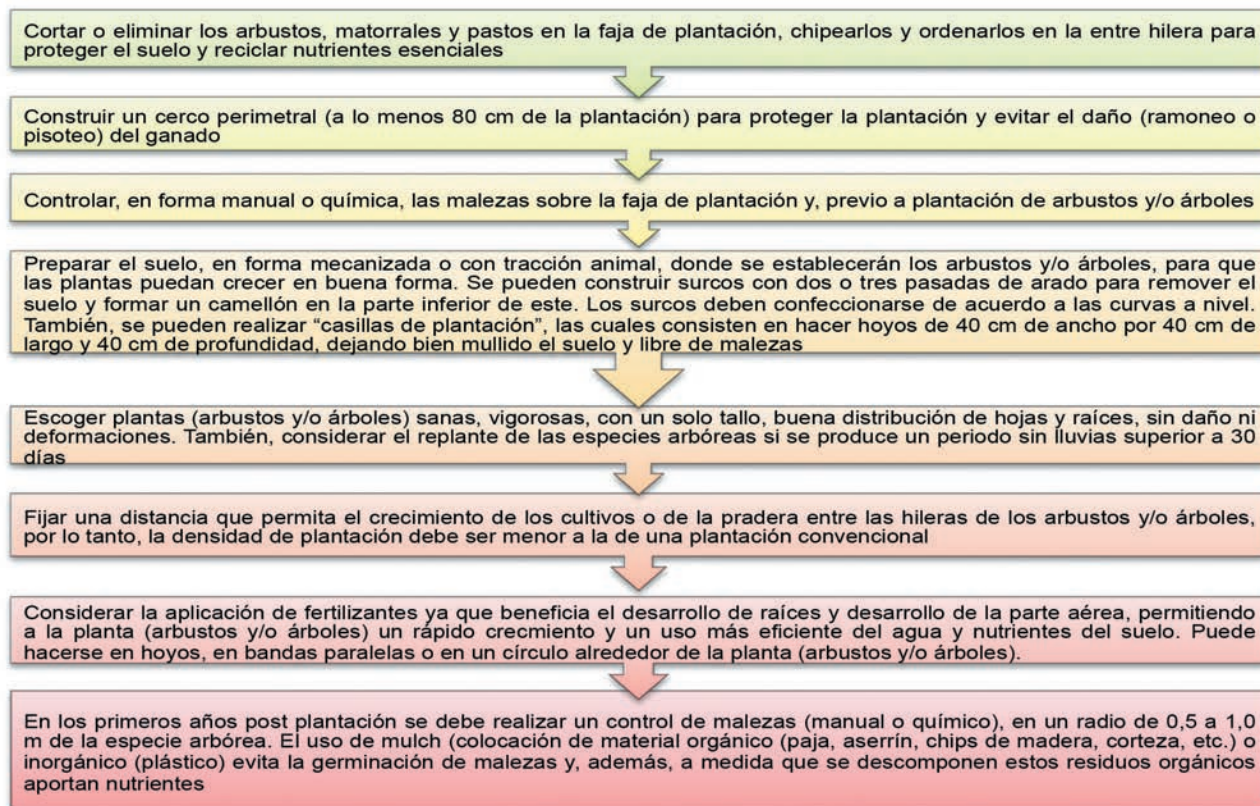 Cortar o eliminar los arbustos, matorrales y pastos en la faja de plantación, chipearlos y ordenarlos en la entre hilera para
proteger el suelo y reciclar nutrientes esenciales
Construir un cerco perimetral (a lo menos 80 cm de la plantación) para proteger la plantación y evitar el daño (ramoneo o
pisoteo) del ganado
Controlar, en forma manual o química, las malezas sobre la faja de plantación y, previo a plantación de arbustos y/o árboles
Preparar el suelo, en forma mecanizada o con tracción animal, donde se establecerán los arbustos y/o árboles, para que
las plantas puedan crecer en buena forma. Se pueden construir surcos con dos o tres pasadas de arado para remover el
suelo y formar un camellón en la parte inferior de este. Los surcos deben confeccionarse de acuerdo a las curvas a nivel.
También, se pueden realizar “casillas de plantación”, las cuales consisten en hacer hoyos de 40 cm de ancho por 40 cm de
largo y 40 cm de profundidad, dejando bien mullido el suelo y libre de malezas
Escoger plantas (arbustos y/o árboles) sanas, vigorosas, con un solo tallo, buena distribución de hojas y raíces, sin daño ni
deformaciones. También, considerar el replante de las especies arbóreas si se produce un periodo sin lluvias superior a 30
días
Fijar una distancia que permita el crecimiento de los cultivos o de la pradera entre las hileras de los arbustos y/o árboles,
por lo tanto, la densidad de plantación debe ser menor a la de una plantación convencional
Considerar la aplicación de fertilizantes ya que beneficia el desarrollo de raíces y desarrollo de la parte aérea, permitiendo
a la planta (arbustos y/o árboles) un rápido crecmiento y un uso más eficiente del agua y nutrientes del suelo. Puede
hacerse en hoyos, en bandas paralelas o en un círculo alrededor de la planta (arbustos y/o árboles).
En los primeros años post plantación se debe realizar un control de malezas (manual o químico), en un radio de 0,5 a 1,0
m de la especie arbórea. El uso de mulch (colocación de material orgánico (paja, aserrín, chips de madera, corteza, etc.) o
inorgánico (plástico) evita la germinación de malezas y, además, a medida que se descomponen estos residuos orgánicos
aportan nutrientes